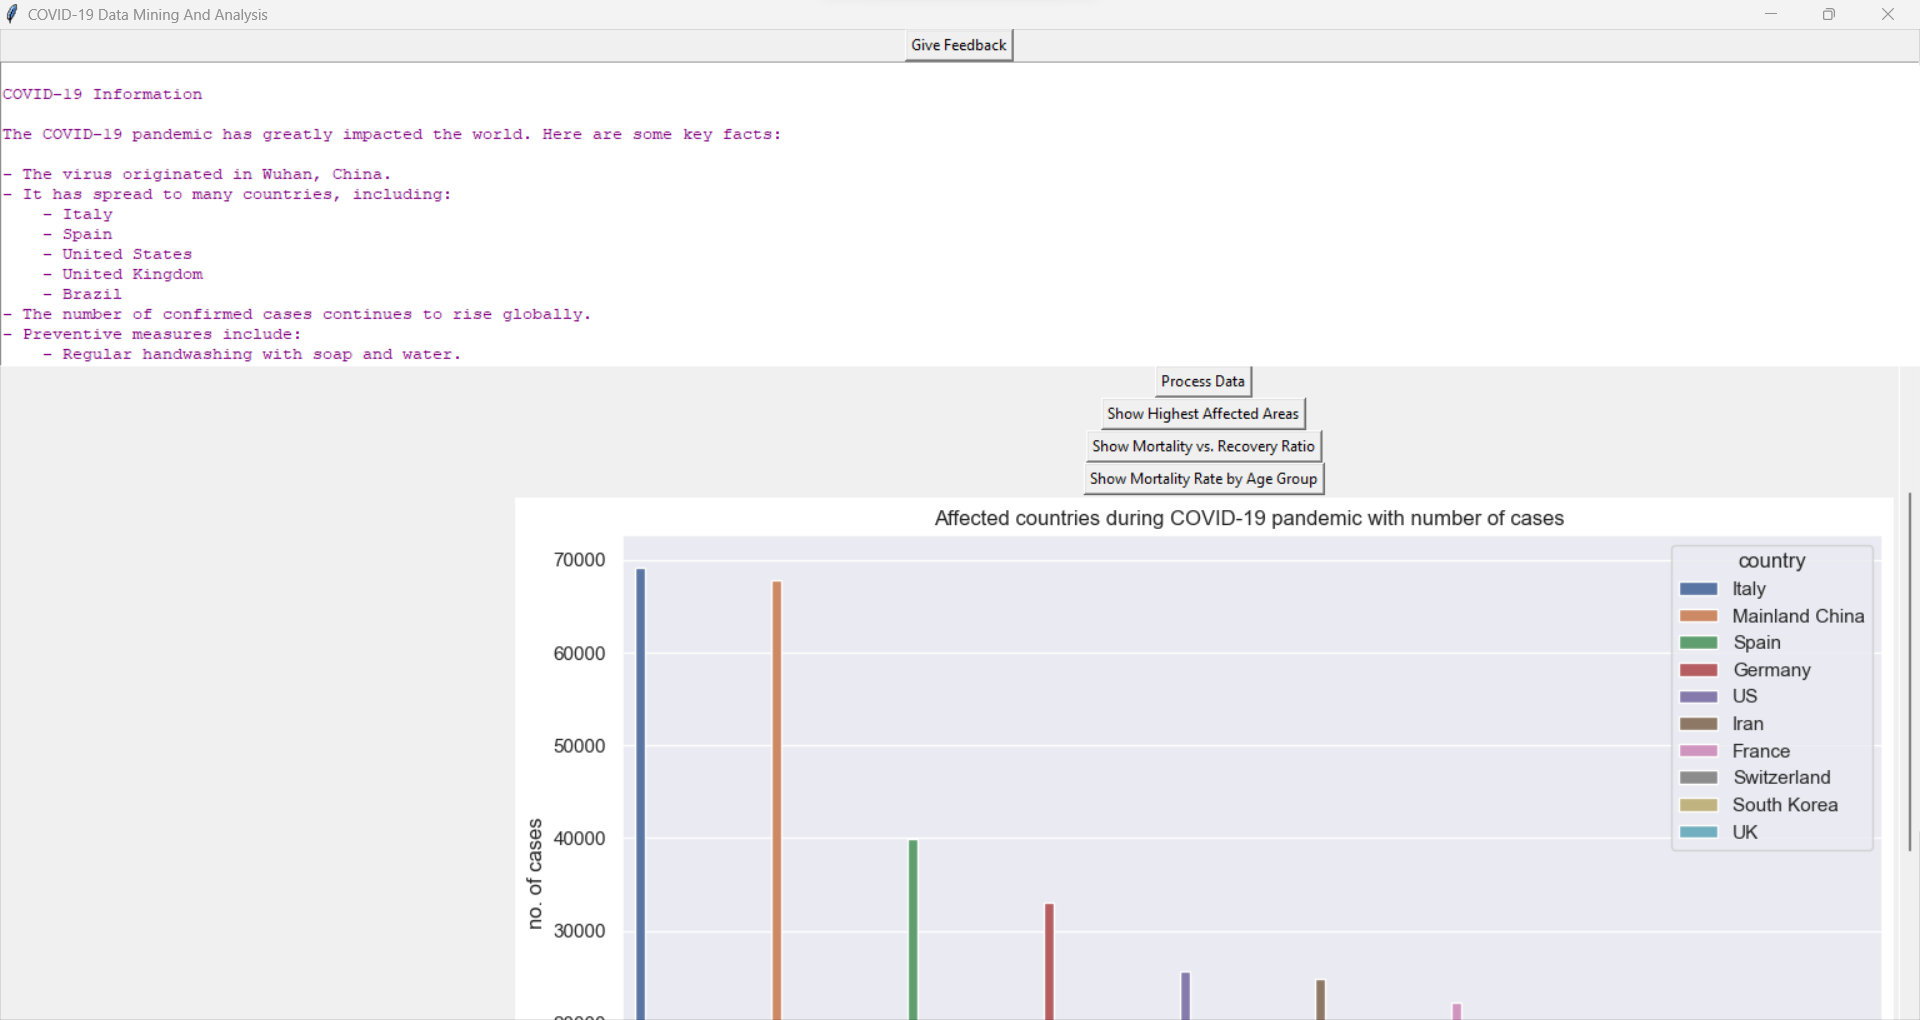 COVID-19 Data Mining And Analysis
Give Feedback
COVID-19 Information
The COVID-19 pandemic has greatly impacted the world. Here are some key facts:
- The virus originated in Wuhan, China.
- It has spread to many countries, including:
- Italy
- Spain
- United States
- United Kingdom
- Brazil
- The number of confirmed cases continues to rise globally.
- Preventive measures include:
- Regular handwashing with soap and water.
Process Data
Show Highest Affected Areas
Show Mortality vs. Recovery Ratio
Show Mortality Rate by Age Group
Affected countries during COVID-19 pandemic with number of cases
70000
60000
50000
40000
30000
no. of cases
country
Italy
Mainland China
Spain
Germany
US
Iran
France
Switzerland
South Korea
UK